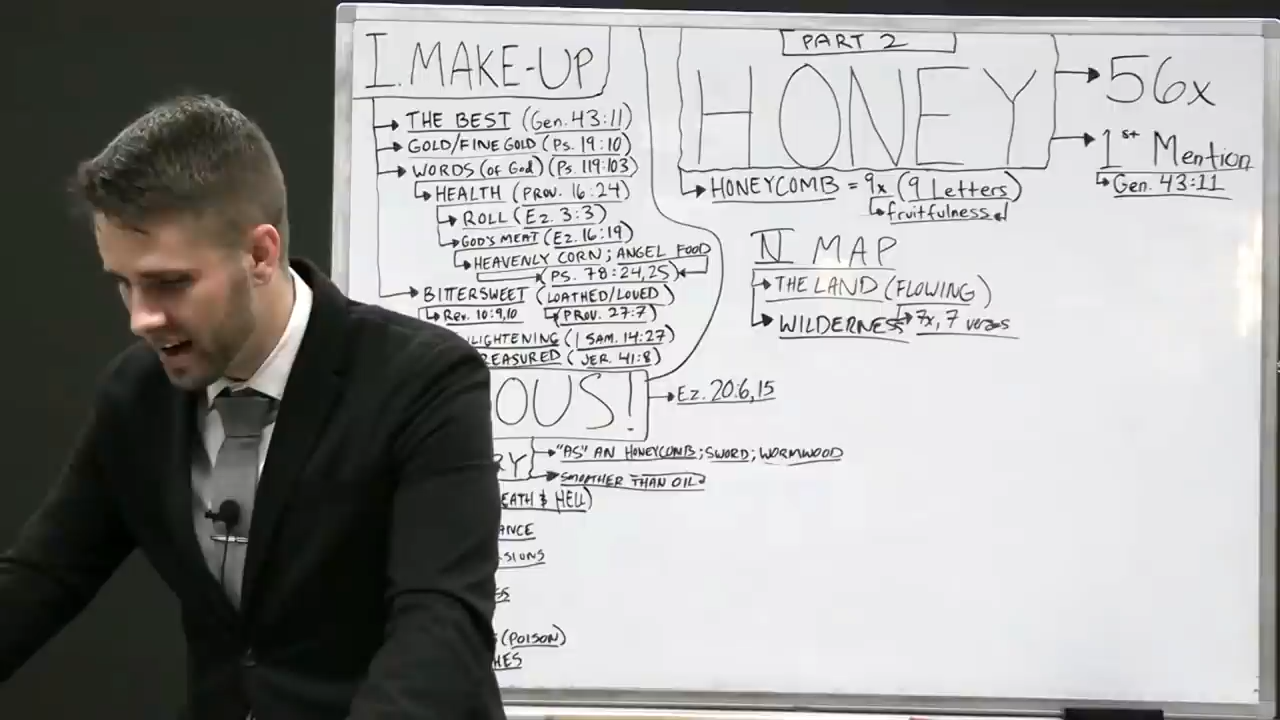 I. MAKE-UP
THE BEST (Gen. 43:11)
GOLD/FINE GOLD (Ps. 19:10)
WORDS (of God) (Ps. 119:103)
HEALTH (PROV. 16:24)
ROLL (Ez. 3:3)
GOD'S MEAT (Ez. 16:19)
HEAVENLY CORN; ANGEL FOOD
(PS. 78:24,25)
BITTERSWEET (LOATHED/LOVED)
Rev. 10:9,10 PROV. 27:7)
LIGHTENING (1 SAM. 14:27)
REASURED (JER. 41:8)
OUS!
Ez. 20:6,15
RY
"AS" AN HONEYCOMB; SWORD; WORMWOOD
SMOOTHER THAN OIL
EATH & HELL)
ANCE
SIONS
ES
(POISON)
HES
PART 2
HONEY
56x
1st Mention
Gen. 43:11
HONEYCOMB = 9x (9 Letters)
fruitfulness
MAP
THE LAND (FLOWING)
WILDERNESS 7x, 7 verses